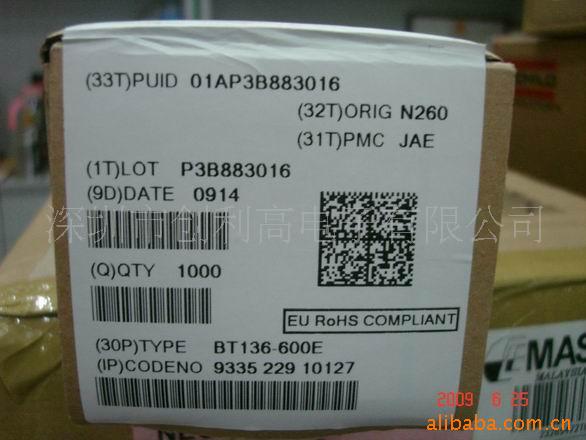 (33T)PUID 01AP3B883016
(32T)ORIG N260
(31T)PMC JAE
(1T)LOT P3B883016
(9D)DATE 0914
深圳市创利高电子有限公司
(Q)QTY 1000
EU RoHS COMPLIANT
(30P)TYPE BT136-600E
(IP)CODENO 9335 229 10127
EMAS
MALAYSIA
2009 6 25
alibaba.com.cn